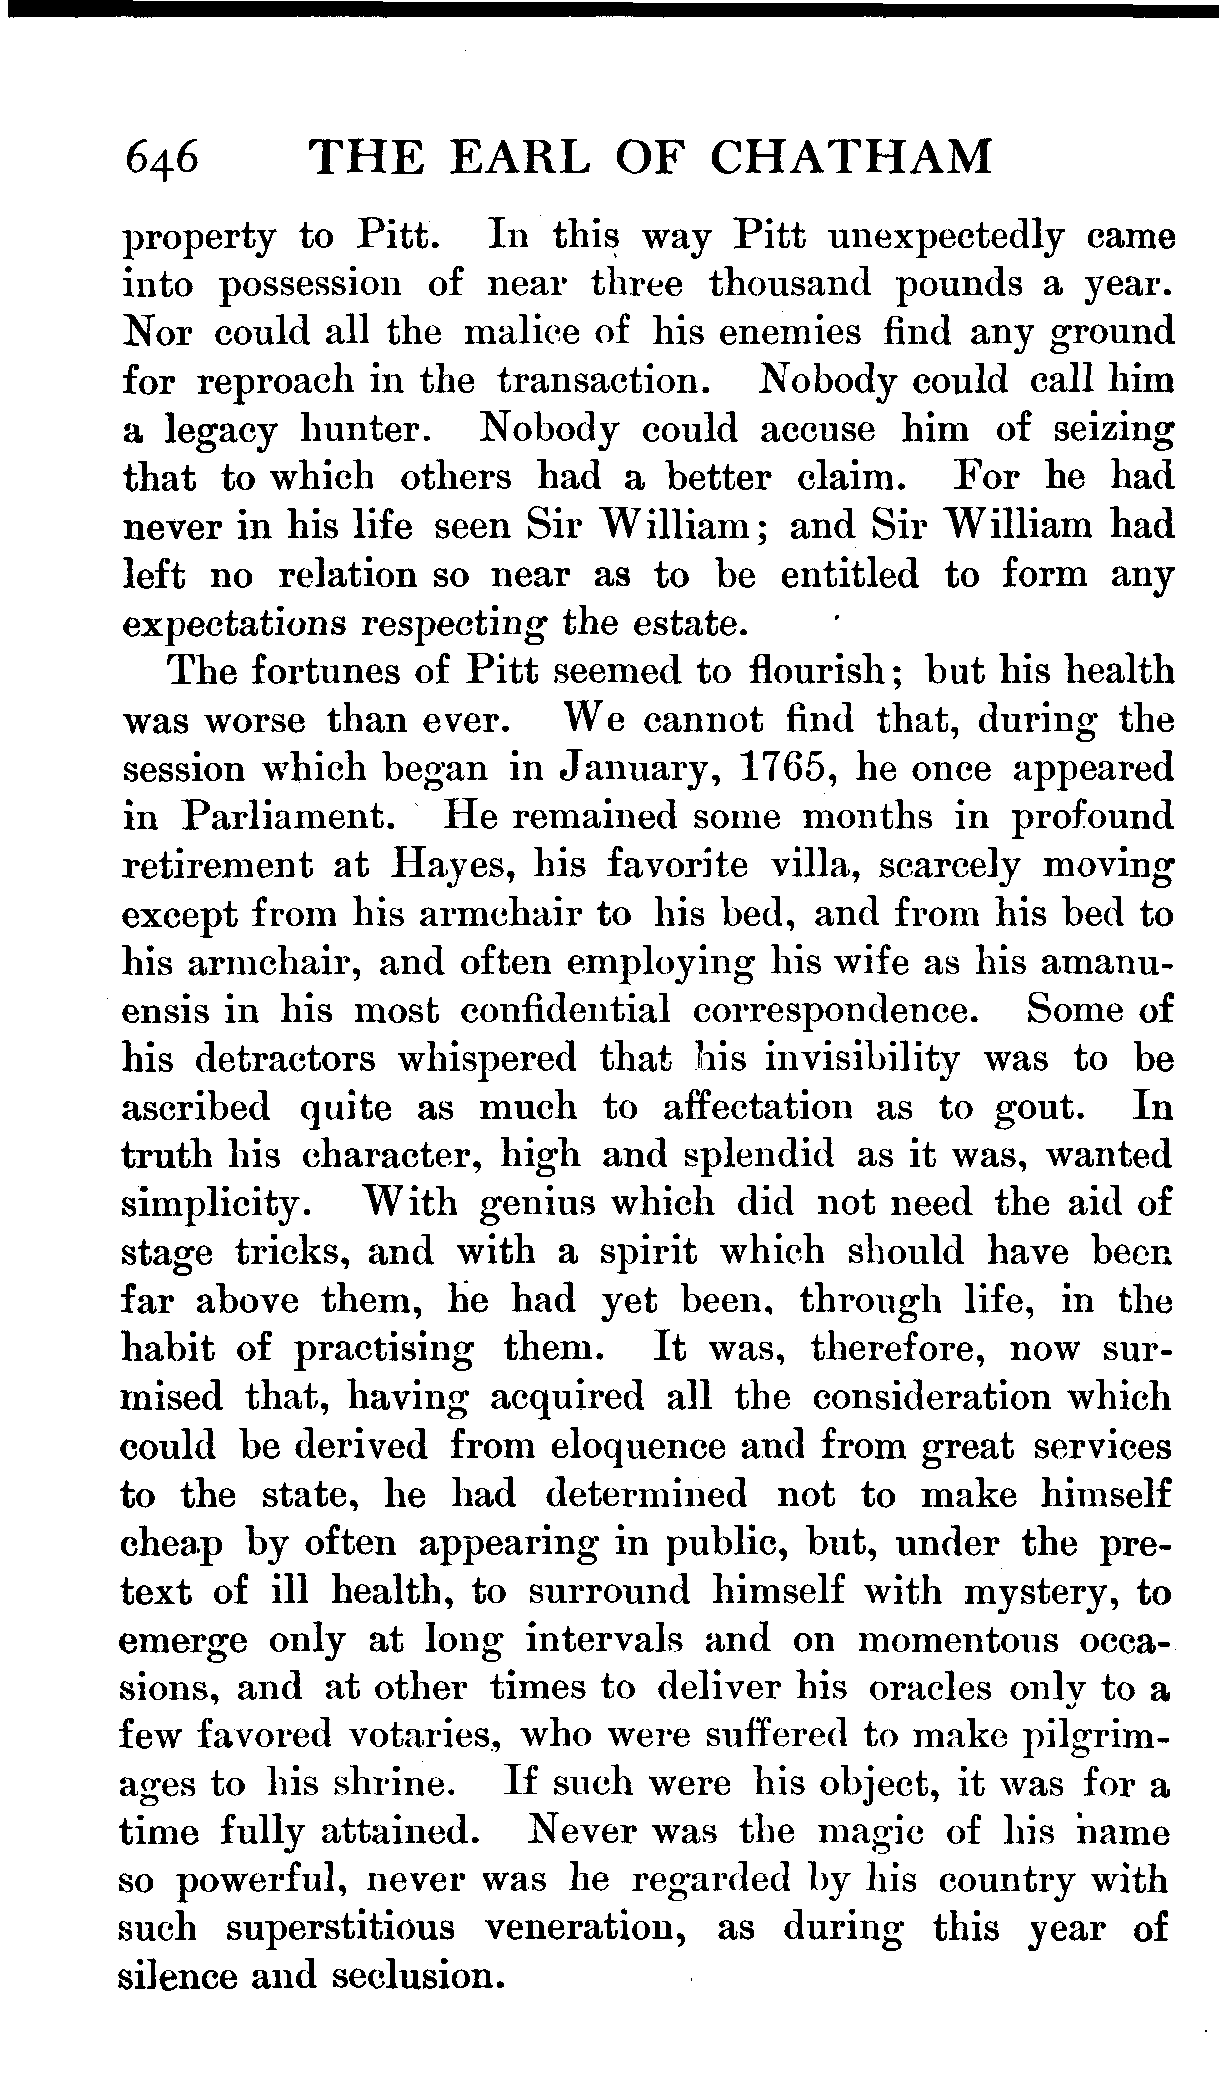 646 THE EARL OF CHATHAM
property to Pitt. In this way Pitt unexpectedly came
into possession of near three thousand pounds a year.
Nor could all the malice of his enemies find any ground
for reproach in the transaction. Nobody could call him
a legacy hunter. Nobody could accuse him of seizing
that to which others had a better claim. For he had
never in his life seen Sir William; and Sir William had
left no relation so near as to be entitled to form any
expectations respecting the estate.
The fortunes of Pitt seemed to flourish; but his health
was worse than ever. We cannot find that, during the
session which began in January, 1765, he once appeared
in Parliament. He remained some months in profound
retirement at Hayes, his favorite villa, scarcely moving
except from his armchair to his bed, and from his bed to
his armchair, and often employing his wife as his amanu-
ensis in his most confidential correspondence. Some of
his detractors whispered that his invisibility was to be
ascribed quite as much to affectation as to gout. In
truth his character, high and splendid as it was, wanted
simplicity. With genius which did not need the aid of
stage tricks, and with a spirit which should have been
far above them, he had yet been, through life, in the
habit of practising them. It was, therefore, now sur-
mised that, having acquired all the consideration which
could be derived from eloquence and from great services
to the state, he had determined not to make himself
cheap by often appearing in public, but, under the pre-
text of ill health, to surround himself with mystery, to
emerge only at long intervals and on momentous occa-
sions, and at other times to deliver his oracles only to a
few favored votaries, who were suffered to make pilgrim-
ages to his shrine. If such were his object, it was for a
time fully attained. Never was the magic of his name
so powerful, never was he regarded by his country with
such superstitious veneration, as during this year of
silence and seclusion.